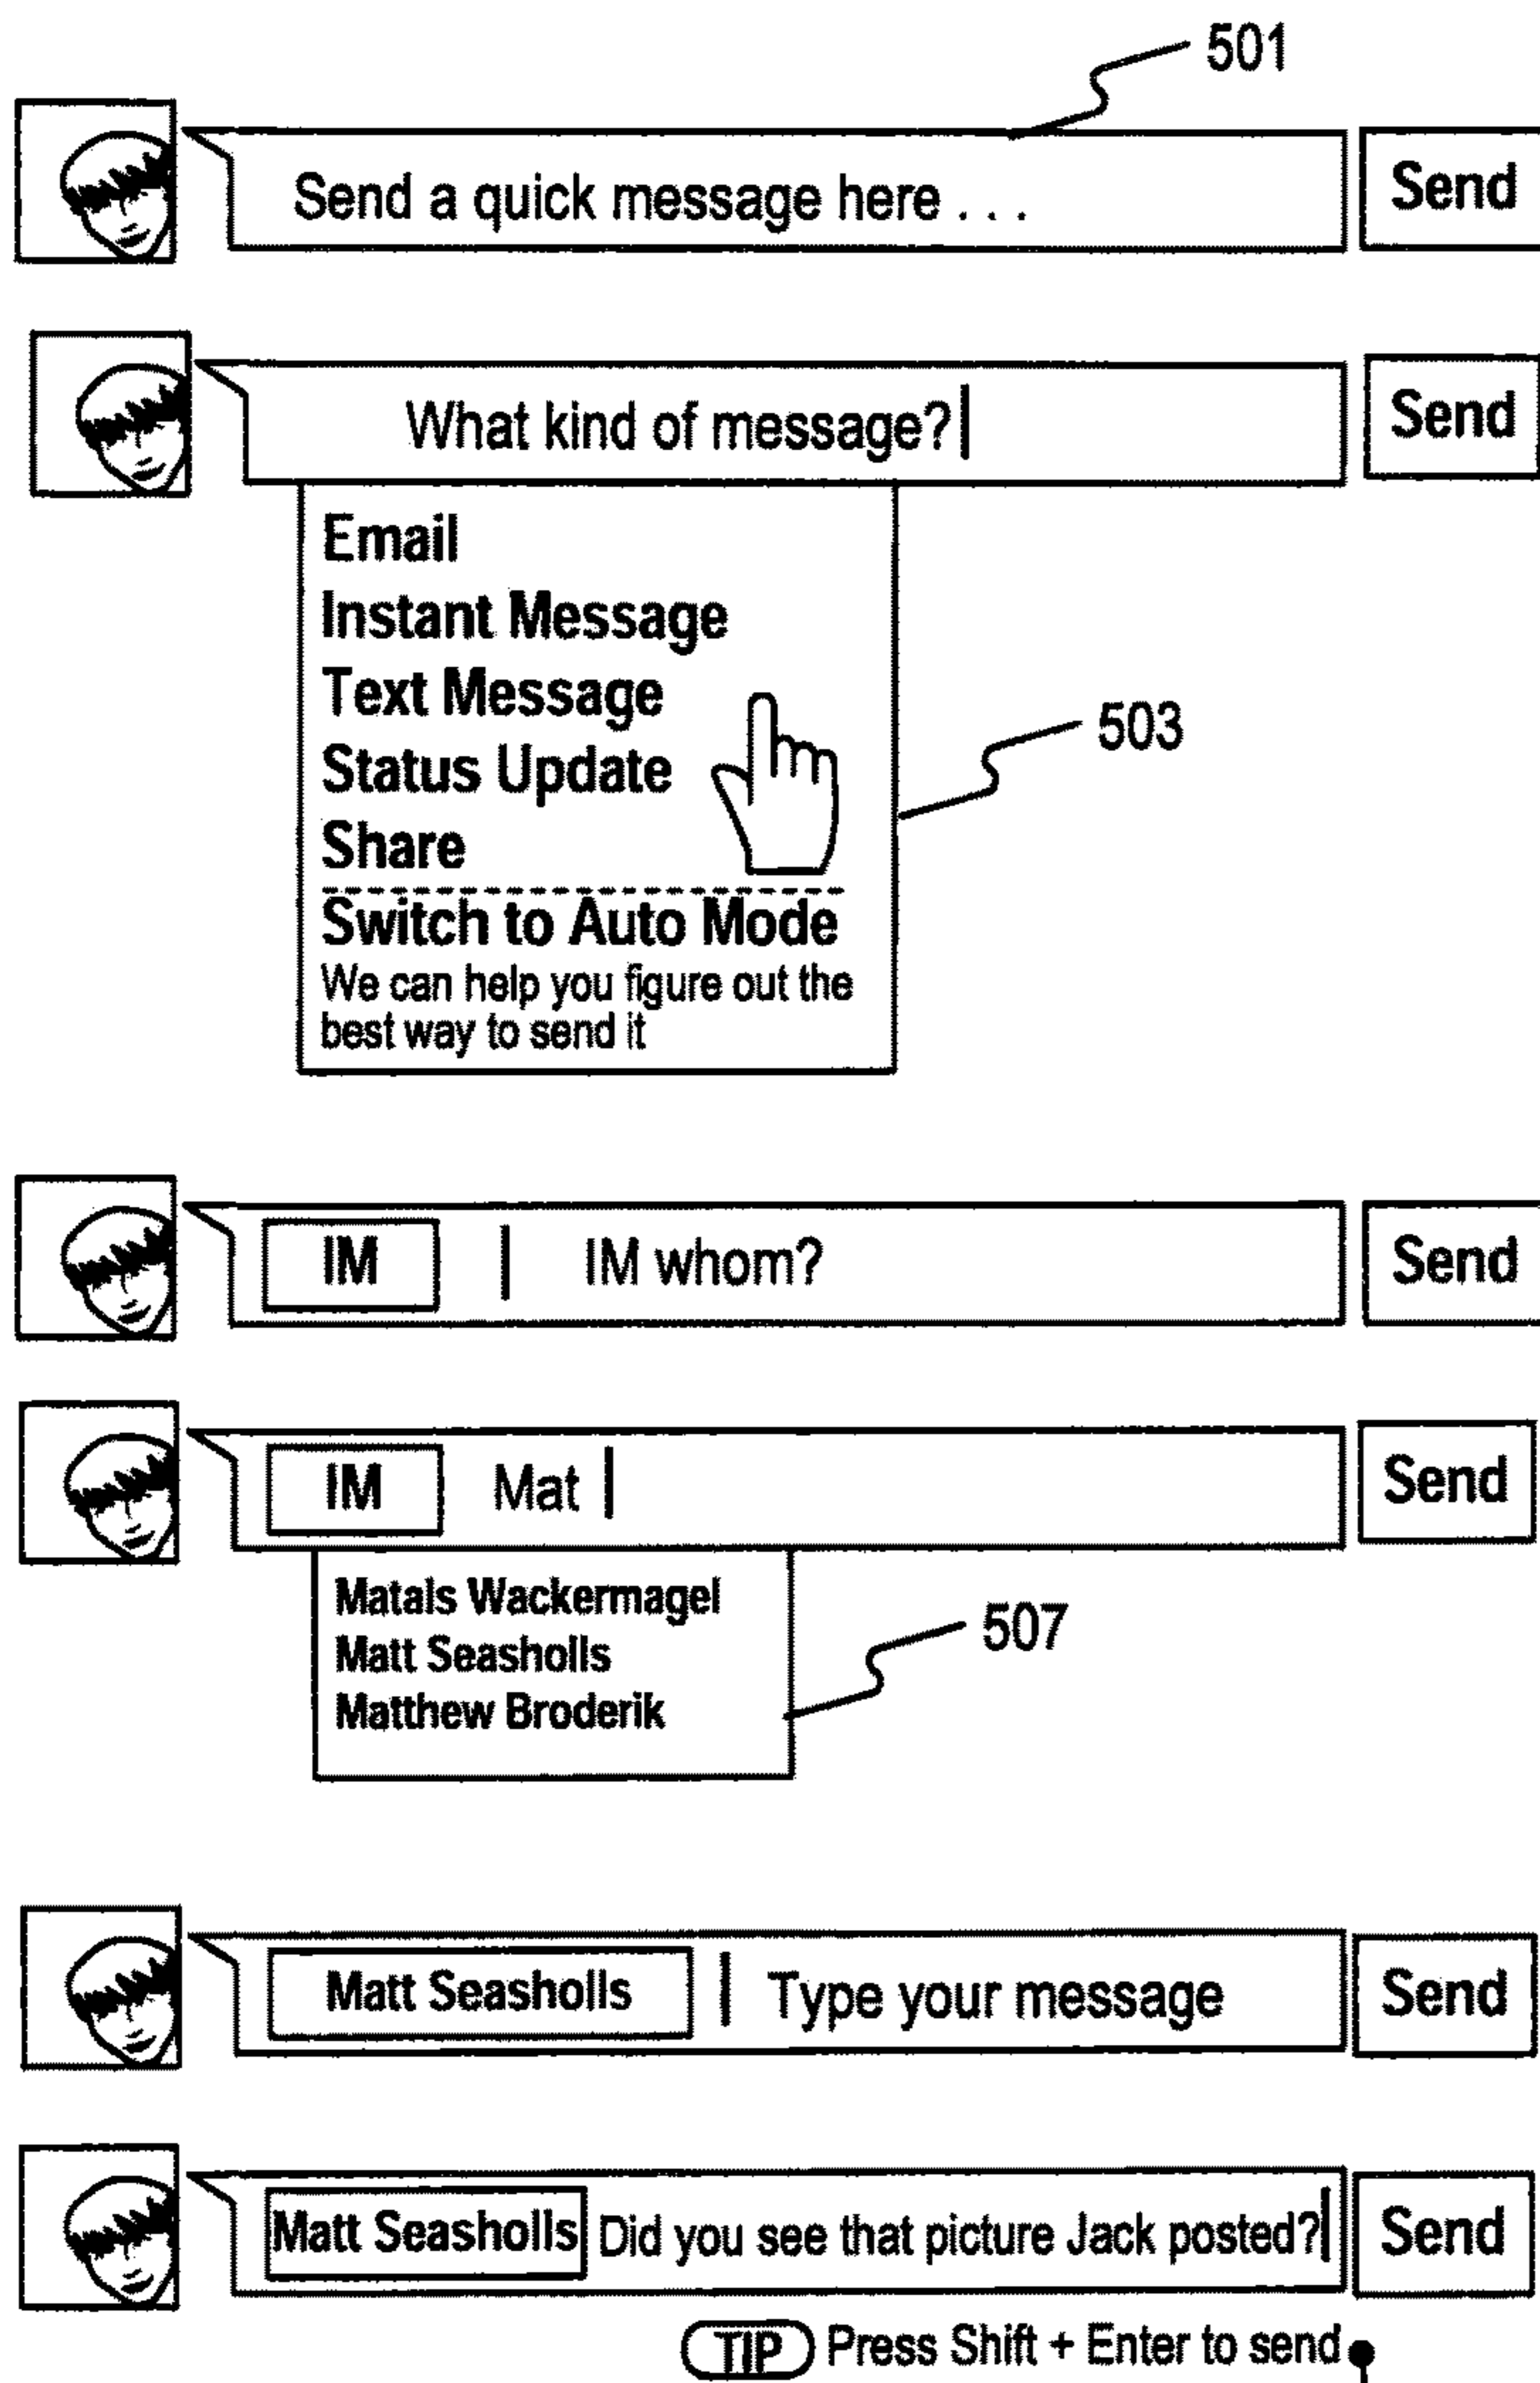 501
Send a quick message here . . .
Send
What kind of message?
Send
Email
Instant Message
Text Message
Status Update
Share
503
Switch to Auto Mode
We can help you figure out the
best way to send it
IM IM whom?
Send
IM Mat
Send
Matais Wackermagel
Matt Seasholls
Matthew Broderik
507
Matt Seasholls Type your message
Send
Matt Seasholls Did you see that picture Jack posted?
Send
TIP Press Shift + Enter to send